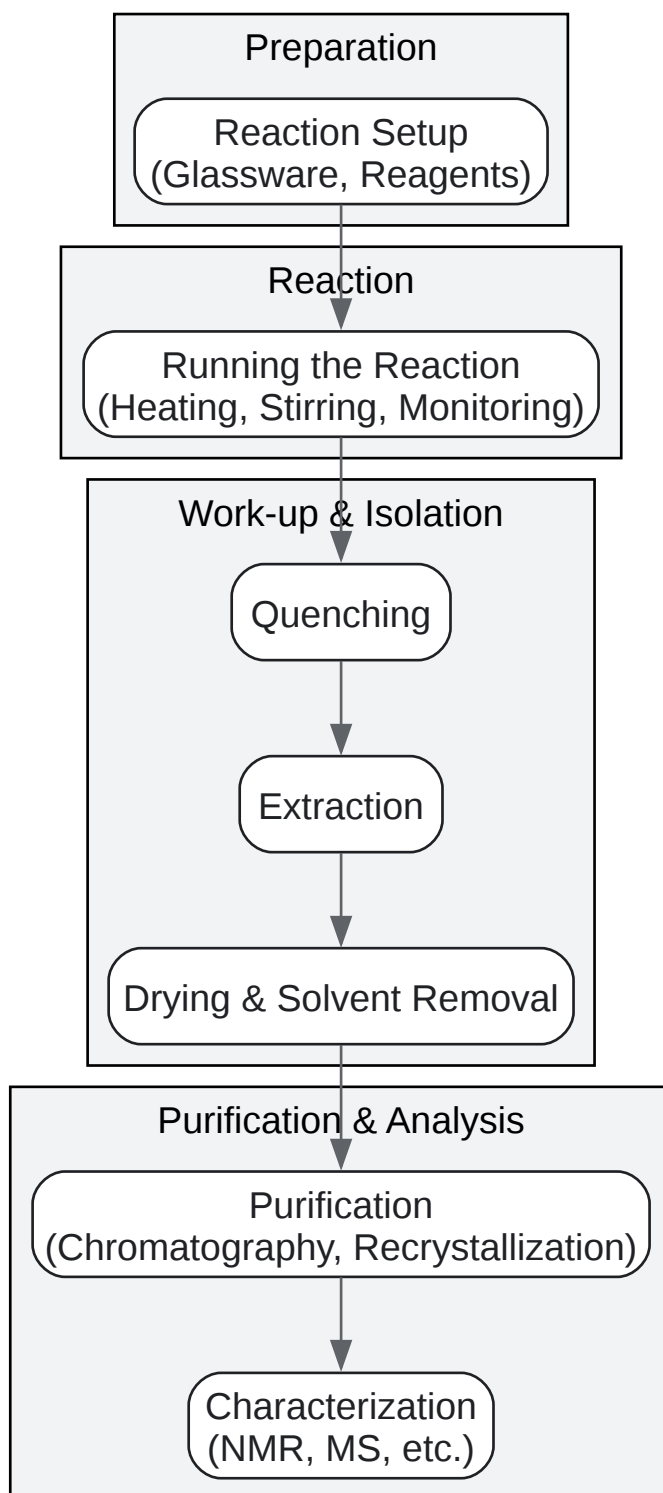 Preparation
Reaction Setup
(Glassware, Reagents)
Reaction
Running the Reaction
(Heating, Stirring, Monitoring)
Work-up & Isolation
Quenching
Extraction
Drying & Solvent Removal
Purification & Analysis
Purification
(Chromatography, Recrystallization)
Characterization
(NMR, MS, etc.)